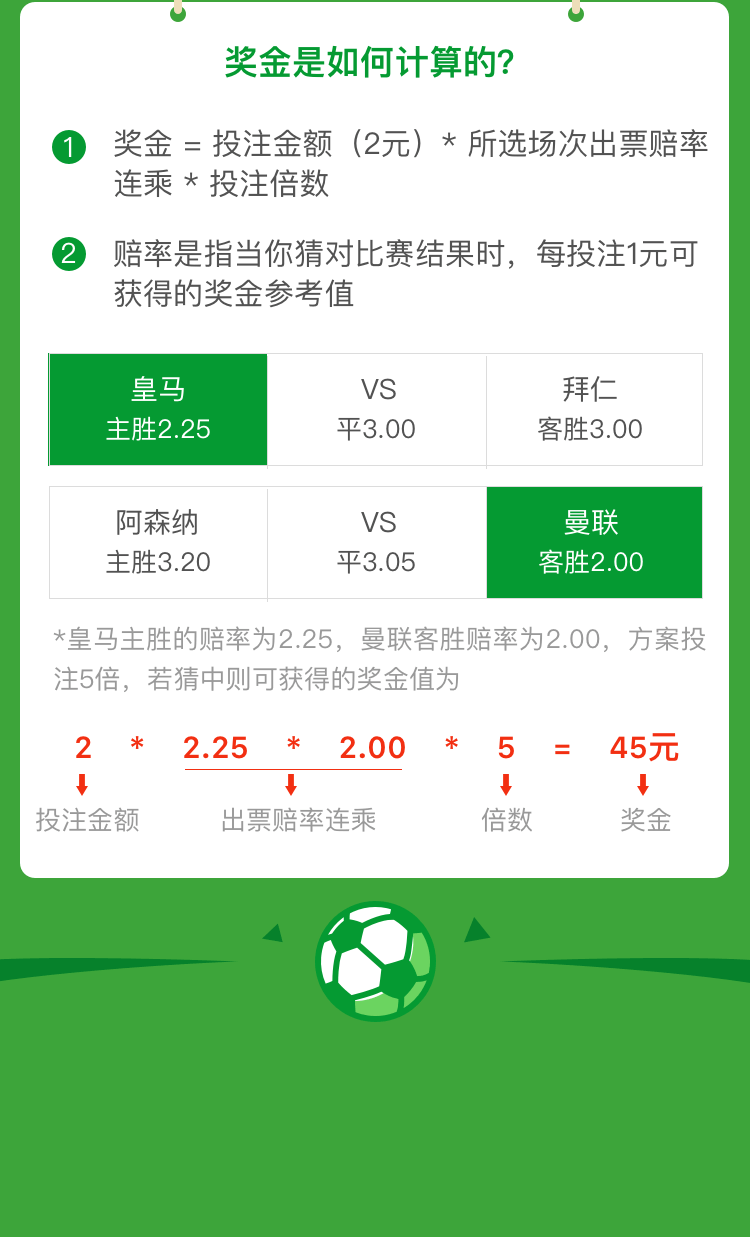 奖金是如何计算的?
1 奖金 = 投注金额（2元）* 所选场次出票赔率
连乘 * 投注倍数
2 赔率是指当你猜对比赛结果时，每投注1元可
获得的奖金参考值
皇马 VS 拜仁
主胜2.25 平3.00 客胜3.00
阿森纳 VS 曼联
主胜3.20 平3.05 客胜2.00
*皇马主胜的赔率为2.25，曼联客胜赔率为2.00，方案投
注5倍，若猜中则可获得的奖金值为
2 * 2.25 * 2.00 * 5 = 45元
投注金额 出票赔率连乘 倍数 奖金